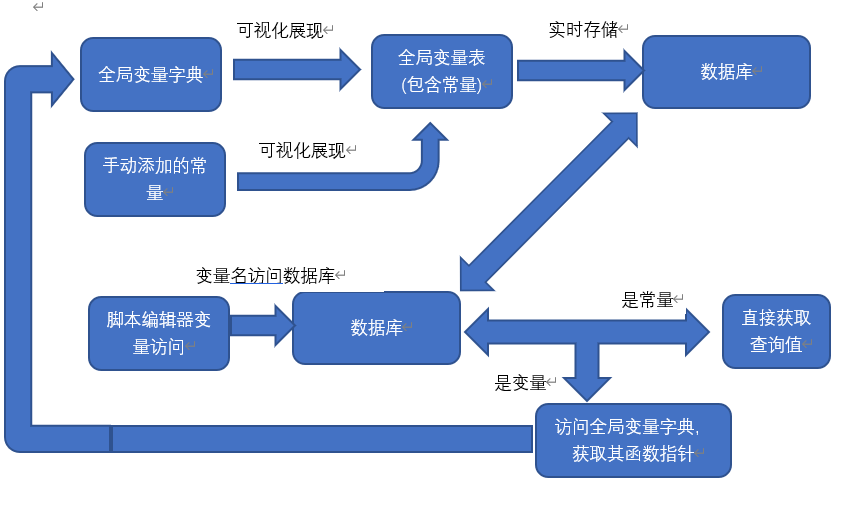 可视化展现
实时存储
全局变量字典
全局变量表
(包含常量)
数据库
可视化展现
手动添加的常
量
变量名访问数据库
是常量
脚本编辑器变
量访问
数据库
直接获取
查询值
是变量
访问全局变量字典,
获取其函数指针